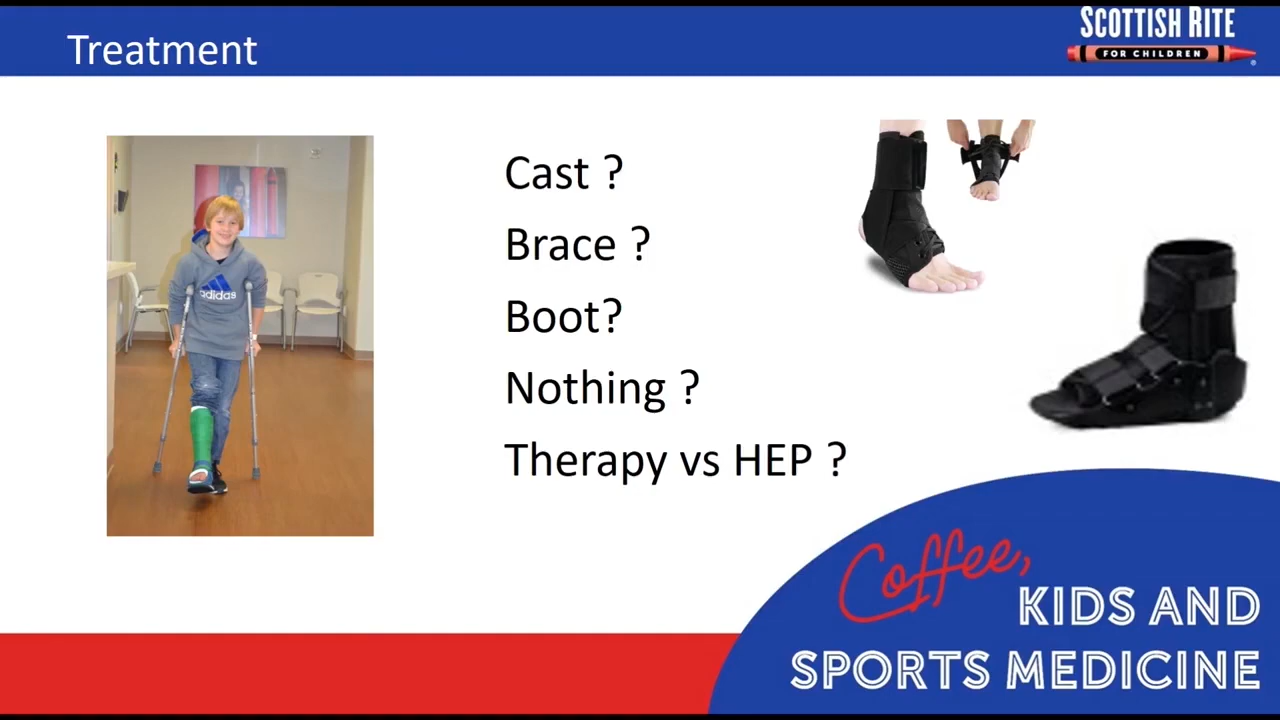 Treatment
SCOTTISH RITE
FOR CHILDREN
®
adidas
Cast ?
Brace ?
Boot?
Nothing ?
Therapy vs HEP ?
Coffee,
KIDS AND
SPORTS MEDICINE